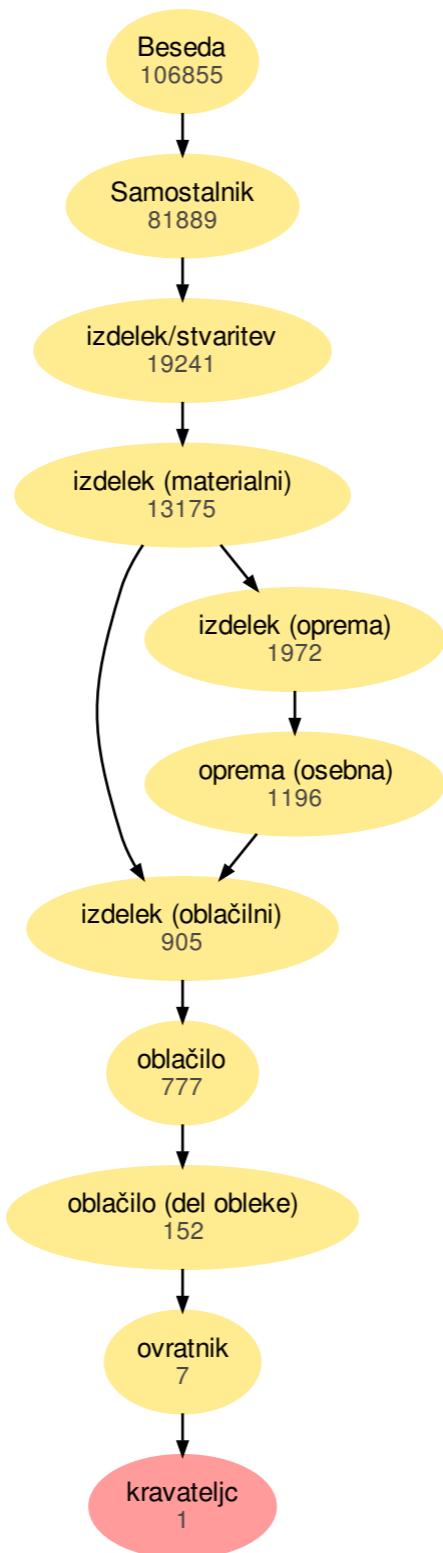 Beseda
106855
Samostalnik
81889
izdelek/stvaritev
19241
izdelek (materialni)
13175
izdelek (oprema)
1972
oprema (osebna)
1196
izdelek (oblačilni)
905
oblačilo
777
oblačilo (del obleke)
152
ovratnik
7
kravateljc
1